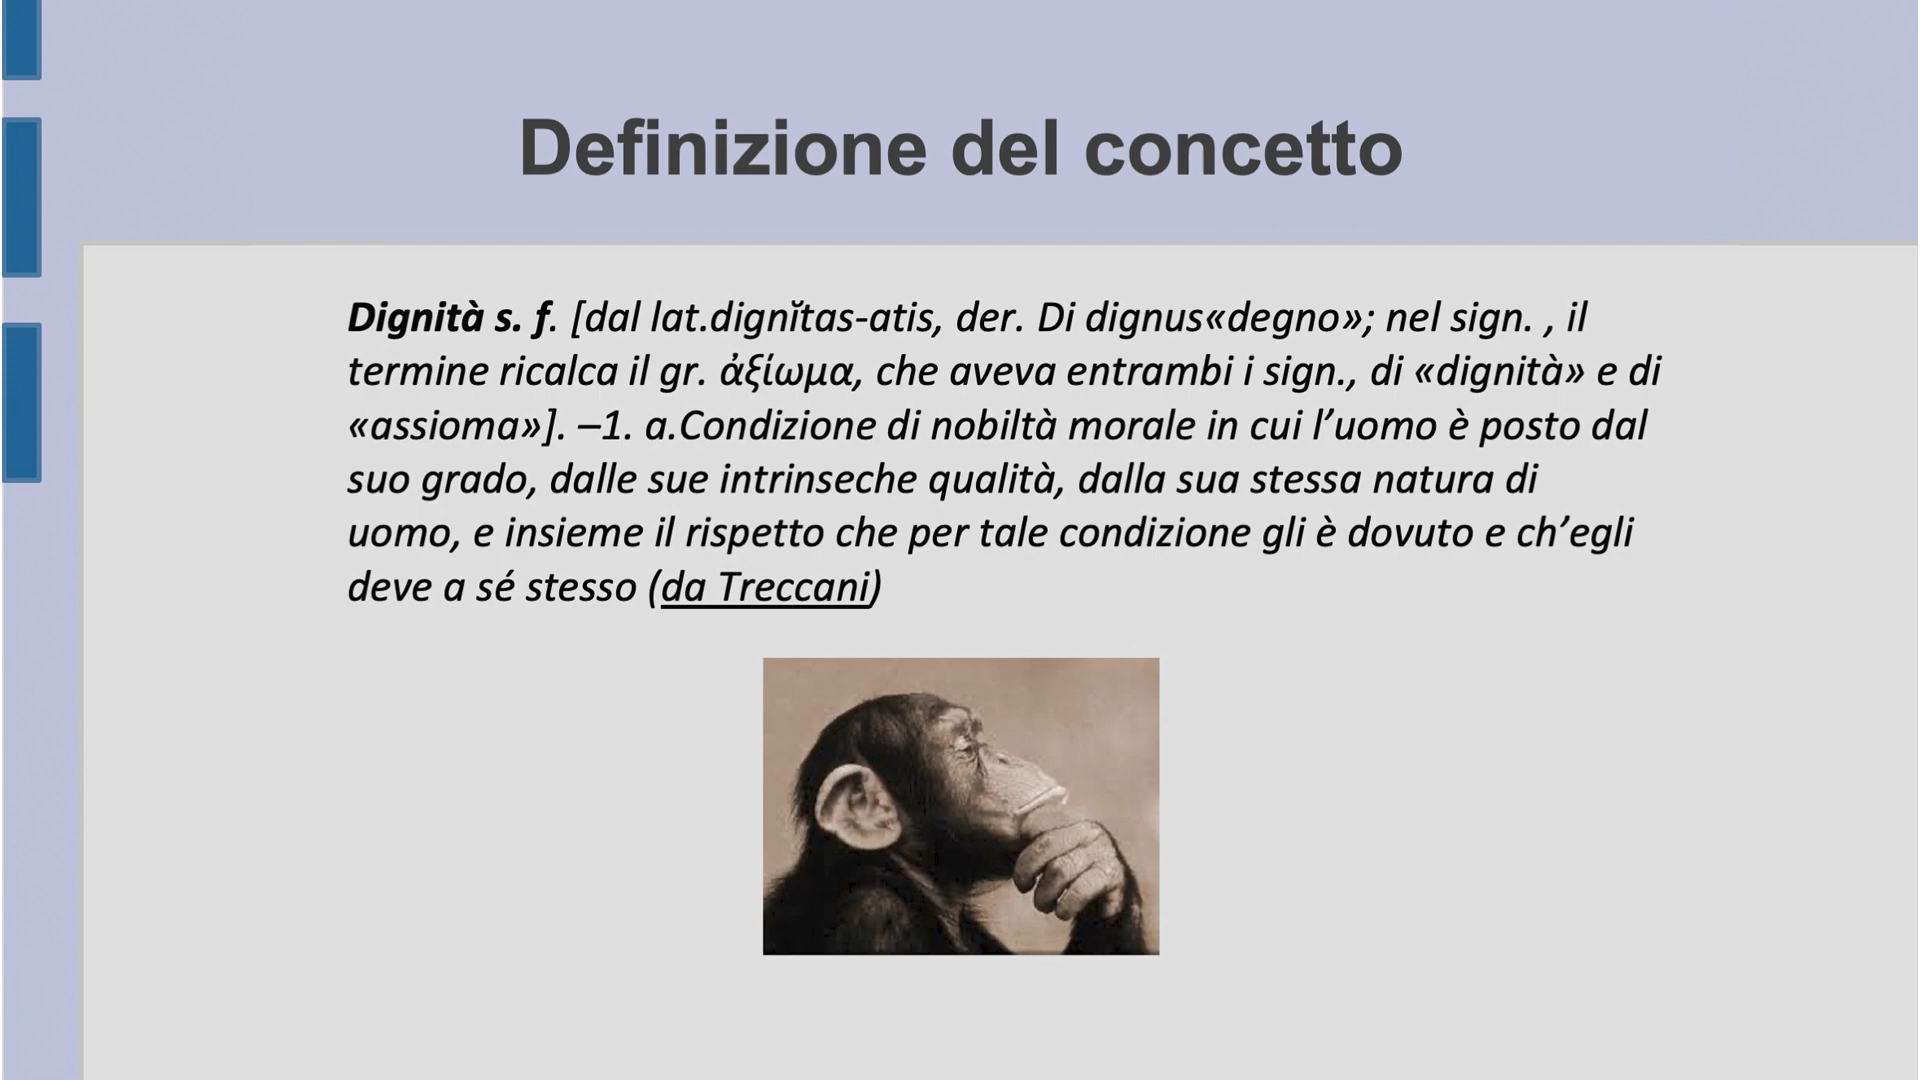 Definizione del concetto
Dignità s. f. [dal lat.dignĭtas-atis, der. Di dignus«degno»; nel sign. , il
termine ricalca il gr. ἀξίωμα, che aveva entrambi i sign., di «dignità» e di
«assioma»]. –1. a.Condizione di nobiltà morale in cui l’uomo è posto dal
suo grado, dalle sue intrinseche qualità, dalla sua stessa natura di
uomo, e insieme il rispetto che per tale condizione gli è dovuto e ch’egli
deve a sé stesso (da Treccani)